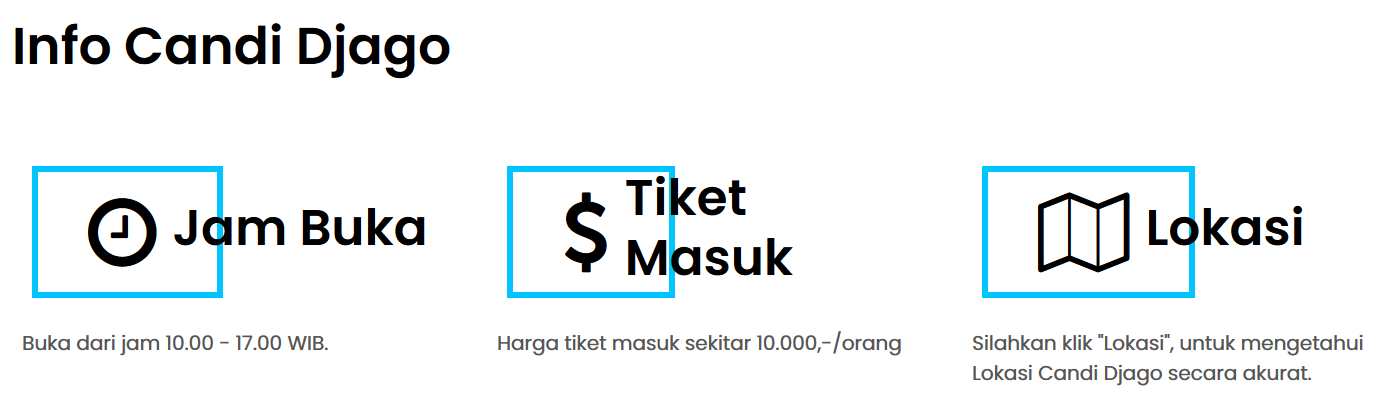 Info Candi Djago
Jam Buka
Tiket
Masuk
Lokasi
Buka dari jam 10.00 - 17.00 WIB.
Harga tiket masuk sekitar 10.000,-/orang
Silahkan klik "Lokasi", untuk mengetahui
Lokasi Candi Djago secara akurat.